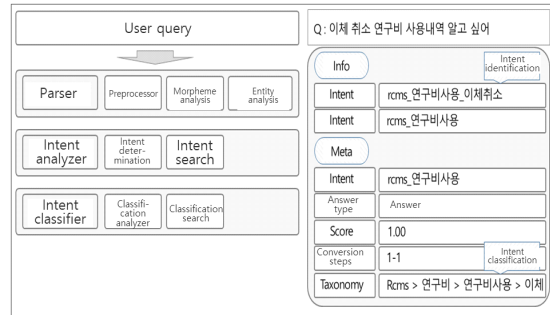 User query
Parser
Preprocessor
Morpheme
analysis
Entity
analysis
Intent
analyzer
Intent
deter-
mination
Intent
search
Intent
classifier
Classifi-
cation
analyzer
Classification
search
Q : 이체 취소 연구비 사용내역 알고 싶어
Info
Intent
identification
Intent
rcms_연구비사용_이체취소
Intent
rcms_연구비사용
Meta
Intent
rcms_연구비사용
Answer
type
Answer
Score
1.00
Conversion
steps
1-1
Intent
classification
Taxonomy
Rcms > 연구비 > 연구비사용 > 이체